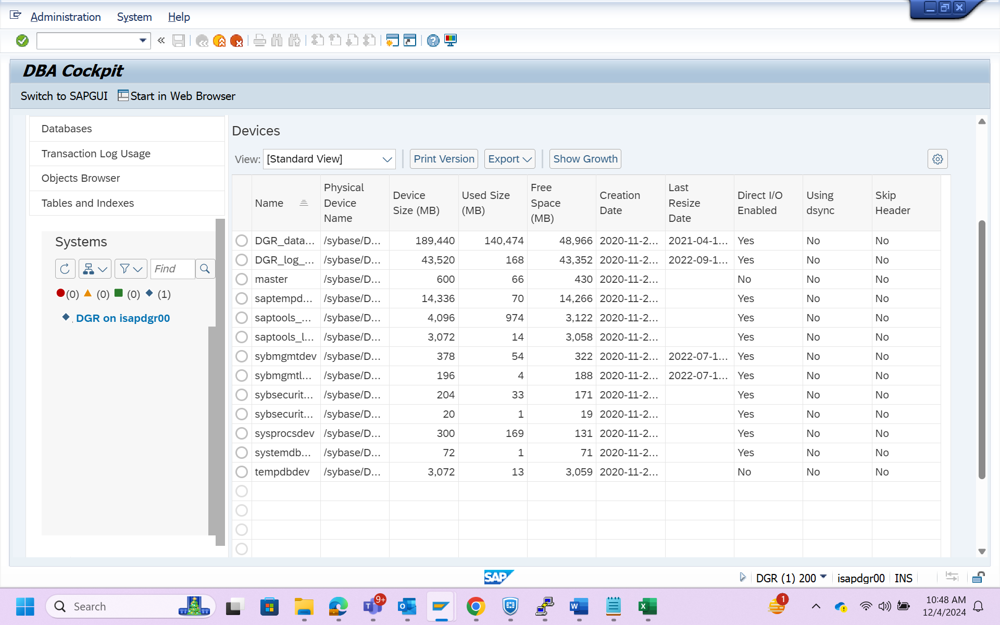 Administration System Help
DBA Cockpit
Switch to SAPGUI Start in Web Browser
Databases
Transaction Log Usage
Objects Browser
Tables and Indexes
Systems
Find
(0) (0) (0) (1)
DGR on isapdgr00
Devices
View: [Standard View] Print Version Export Show Growth
Name Physical Device Name Device Size (MB) Used Size (MB) Free Space (MB) Creation Date Last Resize Date Direct I/O Enabled Using dsync Skip Header
DGR_data... /sybase/D... 189,440 140,474 48,966 2020-11-2... 2021-04-1... Yes No No
DGR_log_... /sybase/D... 43,520 168 43,352 2020-11-2... 2022-09-1... Yes No No
master /sybase/D... 600 66 430 2020-11-2... No No No
saptempd... /sybase/D... 14,336 70 14,266 2020-11-2... Yes No No
saptools_... /sybase/D... 4,096 974 3,122 2020-11-2... Yes No No
saptools_l... /sybase/D... 3,072 14 3,058 2020-11-2... Yes No No
sybmgmtdev /sybase/D... 378 54 322 2020-11-2... 2022-07-1... Yes No No
sybmgmtl... /sybase/D... 196 4 188 2020-11-2... 2022-07-1... Yes No No
sybsecurit... /sybase/D... 204 33 171 2020-11-2... Yes No No
sybsecurit... /sybase/D... 20 1 19 2020-11-2... Yes No No
sysprocsdev /sybase/D... 300 169 131 2020-11-2... Yes No No
systemdb... /sybase/D... 72 1 71 2020-11-2... Yes No No
tempdbdev /sybase/D... 3,072 13 3,059 2020-11-2... No No No
SAP
DGR (1) 200 isapdgr00 INS
Search
9+
1
10:48 AM
12/4/2024